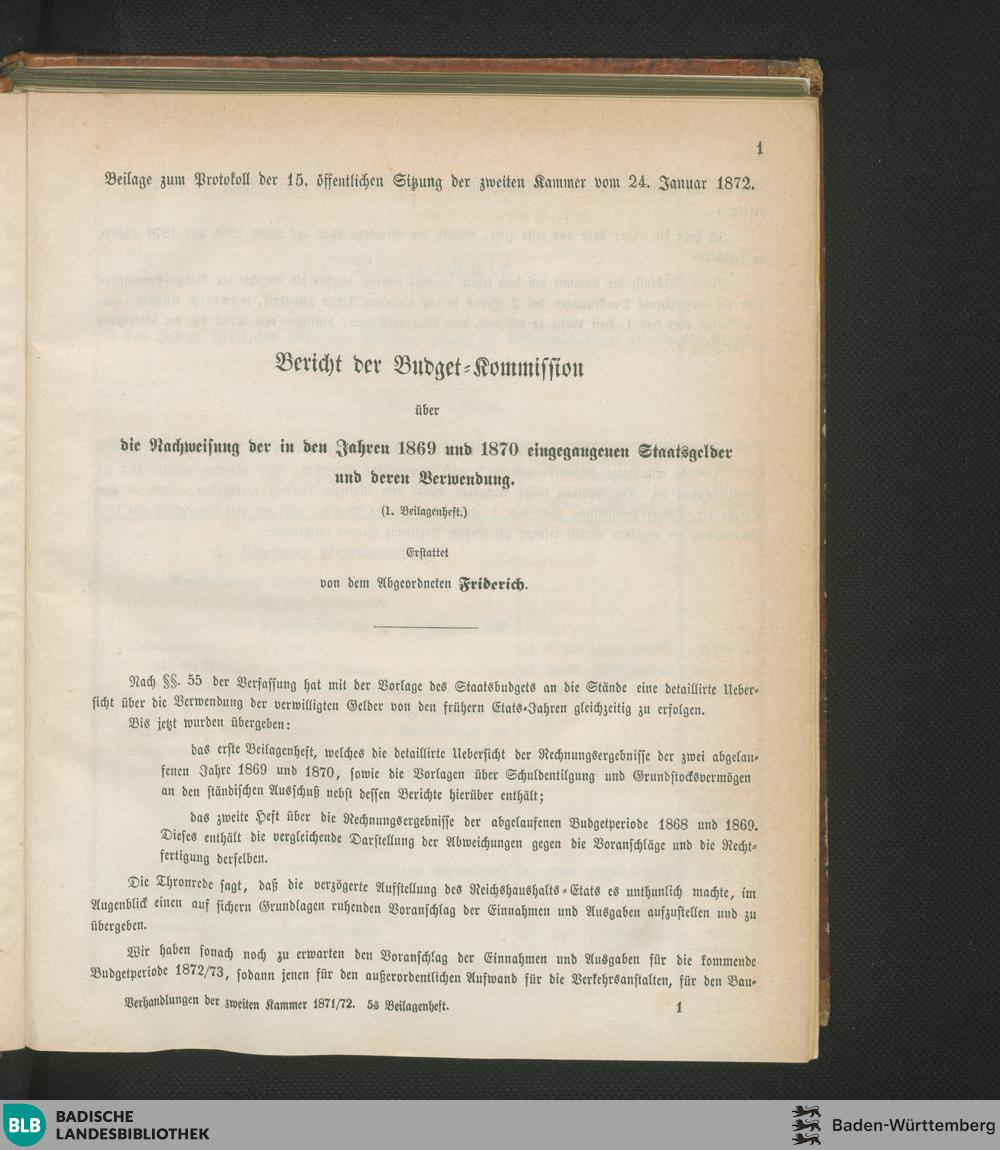 1
Beilage zum Protokoll der 15. öffentlichen Sitzung der zweiten Kammer vom 24. Januar 1872.
Bericht der Budget-Kommission
über
die Nachweisung der in den Jahren 1869 und 1870 eingegangenen Staatsgelder
und deren Verwendung.
(1. Beilagenheft.)
Erstattet
von dem Abgeordneten Friderich.
Nach §§. 55 der Verfassung hat mit der Vorlage des Staatsbudgets an die Stände eine detaillirte Ueber-
sicht über die Verwendung der verwilligten Gelder von den frühern Etats-Jahren gleichzeitig zu erfolgen.
Bis jetzt wurden übergeben:
das erste Beilagenheft, welches die detaillirte Uebersicht der Rechnungsergebnisse der zwei abgelau-
fenen Jahre 1869 und 1870, sowie die Vorlagen über Schuldentilgung und Grundstocksvermögen
an den ständischen Ausschuß nebst dessen Berichte hierüber enthält;
das zweite Heft über die Rechnungsergebnisse der abgelaufenen Budgetperiode 1868 und 1869.
Dieses enthält die vergleichende Darstellung der Abweichungen gegen die Voranschläge und die Recht-
fertigung derselben.
Die Thronrede sagt, daß die verzögerte Aufstellung des Reichshaushalts-Etats es unthunlich machte, im
Augenblick einen auf sichern Grundlagen ruhenden Voranschlag der Einnahmen und Ausgaben aufzustellen und zu
übergeben.
Wir haben sonach noch zu erwarten den Voranschlag der Einnahmen und Ausgaben für die kommende
Budgetperiode 1872/73, sodann jenen für den außerordentlichen Aufwand für die Verkehrsanstalten, für den Bau-
Verhandlungen der zweiten Kammer 1871/72. 5s Beilagenheft. 1
BLB BADISCHE
LANDESBIBLIOTHEK
Baden-Württemberg